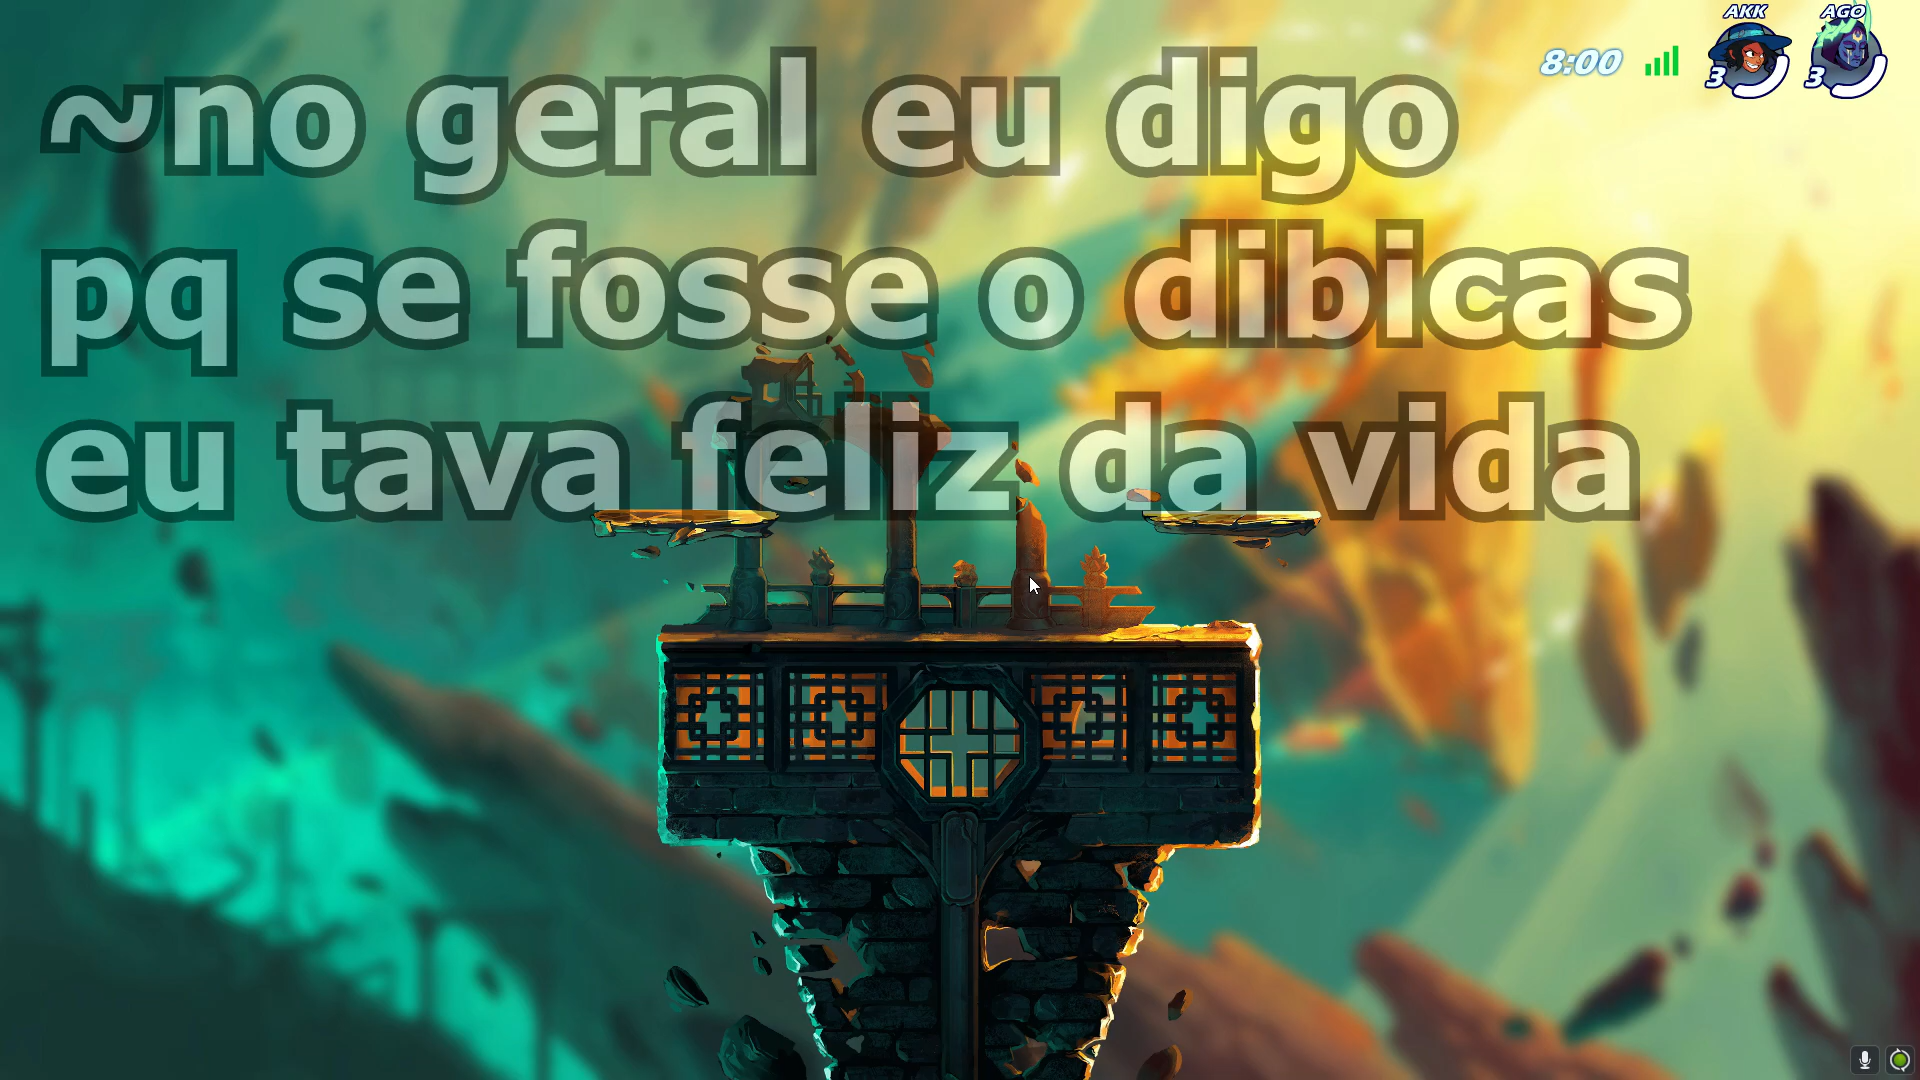 AKK AGO
8:00
3 3
~no geral eu digo
pq se fosse o dibicas
eu tava feliz da vida